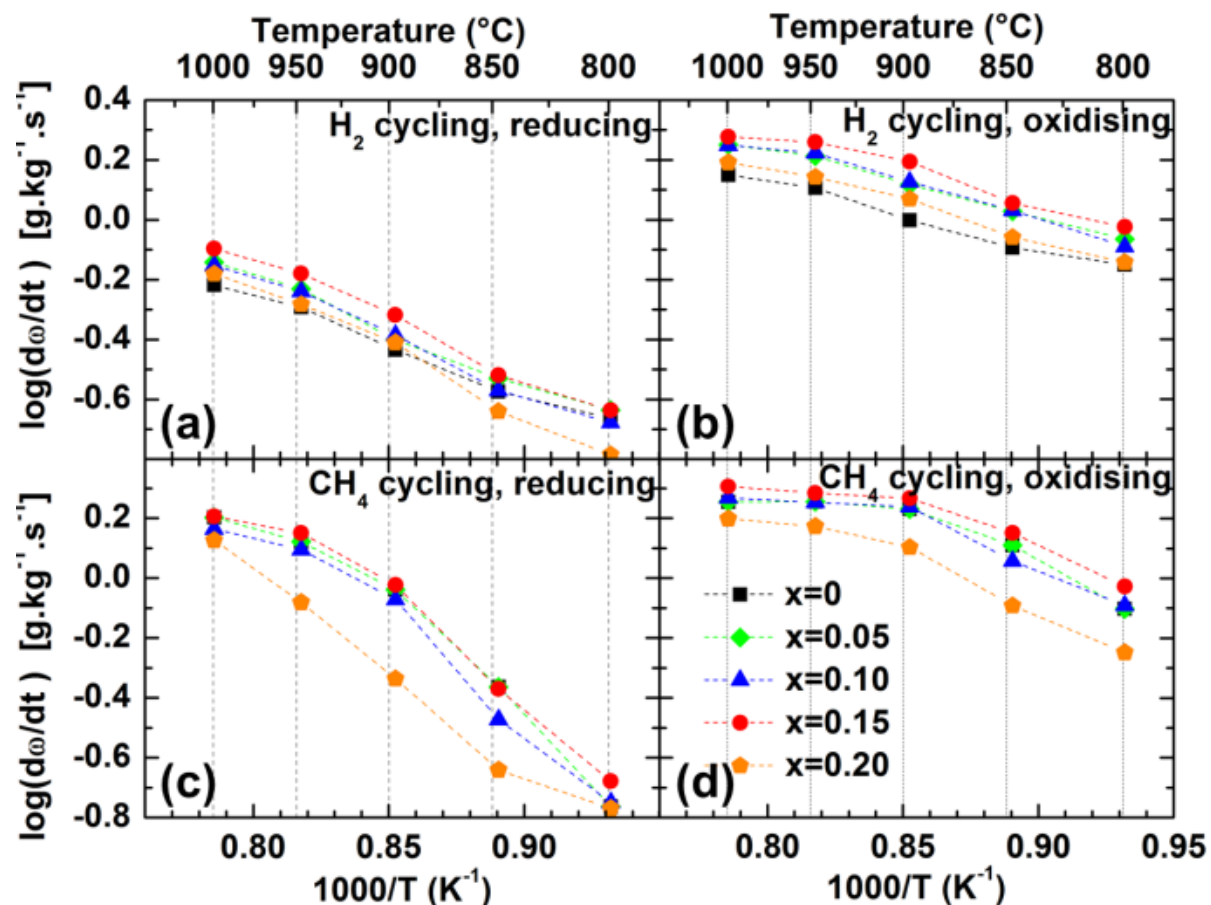 Temperature (°C) Temperature (°C)
1000 950 900 850 800 1000 950 900 850 800
log(dω/dt) [g.kg⁻¹.s⁻¹]
0.4
0.2
0.0
-0.2
-0.4
-0.6
H₂ cycling, reducing
(a)
H₂ cycling, oxidising
(b)
log(dω/dt) [g.kg⁻¹.s⁻¹]
0.2
0.0
-0.2
-0.4
-0.6
-0.8
CH₄ cycling, reducing
(c)
CH₄ cycling, oxidising
x=0
x=0.05
x=0.10
x=0.15
x=0.20
(d)
0.80 0.85 0.90 0.80 0.85 0.90 0.95
1000/T (K⁻¹) 1000/T (K⁻¹)